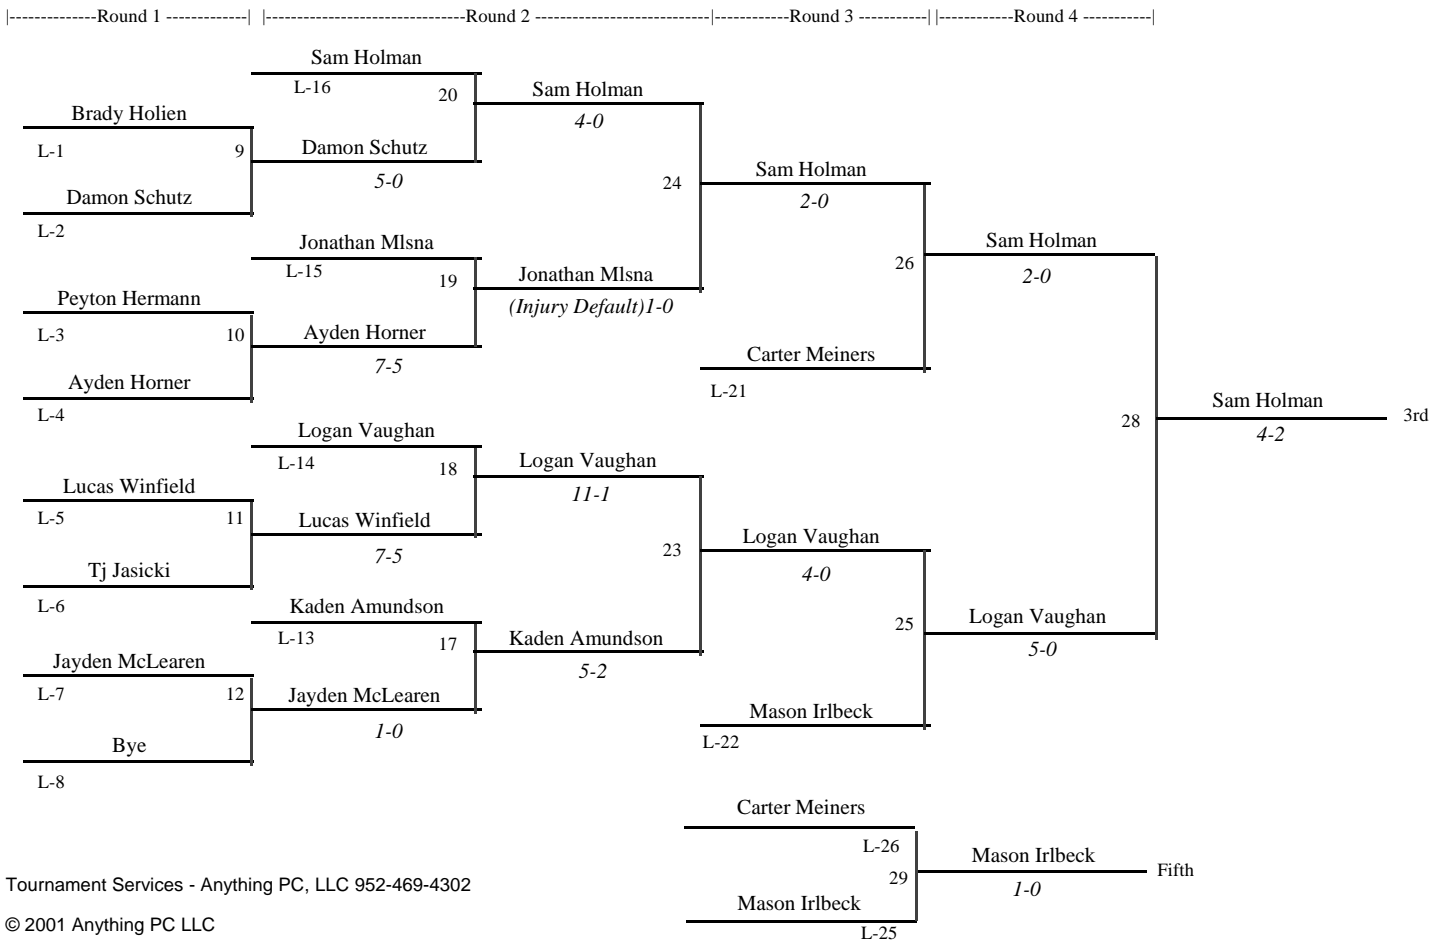 |--------------Round 1 -------------| |--------------------------------Round 2 ----------------------------|------------Round 3 -----------| |------------Round 4 -----------|
Sam Holman
L-16
20
Sam Holman
4-0
Brady Holien
L-1
9
Damon Schutz
5-0
Damon Schutz
L-2
24
Sam Holman
2-0
Jonathan Mlsna
L-15
19
Jonathan Mlsna
(Injury Default)1-0
26
Sam Holman
2-0
Peyton Hermann
L-3
10
Ayden Horner
7-5
Ayden Horner
L-4
Carter Meiners
L-21
28
Sam Holman
4-2
3rd
Logan Vaughan
L-14
18
Logan Vaughan
11-1
Lucas Winfield
L-5
11
Lucas Winfield
7-5
Tj Jasicki
L-6
23
Logan Vaughan
4-0
Kaden Amundson
L-13
17
Kaden Amundson
5-2
25
Logan Vaughan
5-0
Jayden McLearen
L-7
12
Jayden McLearen
1-0
Bye
L-8
Mason Irlbeck
L-22
Carter Meiners
L-26
29
Mason Irlbeck
1-0
Fifth
Mason Irlbeck
L-25
Tournament Services - Anything PC, LLC 952-469-4302
© 2001 Anything PC LLC